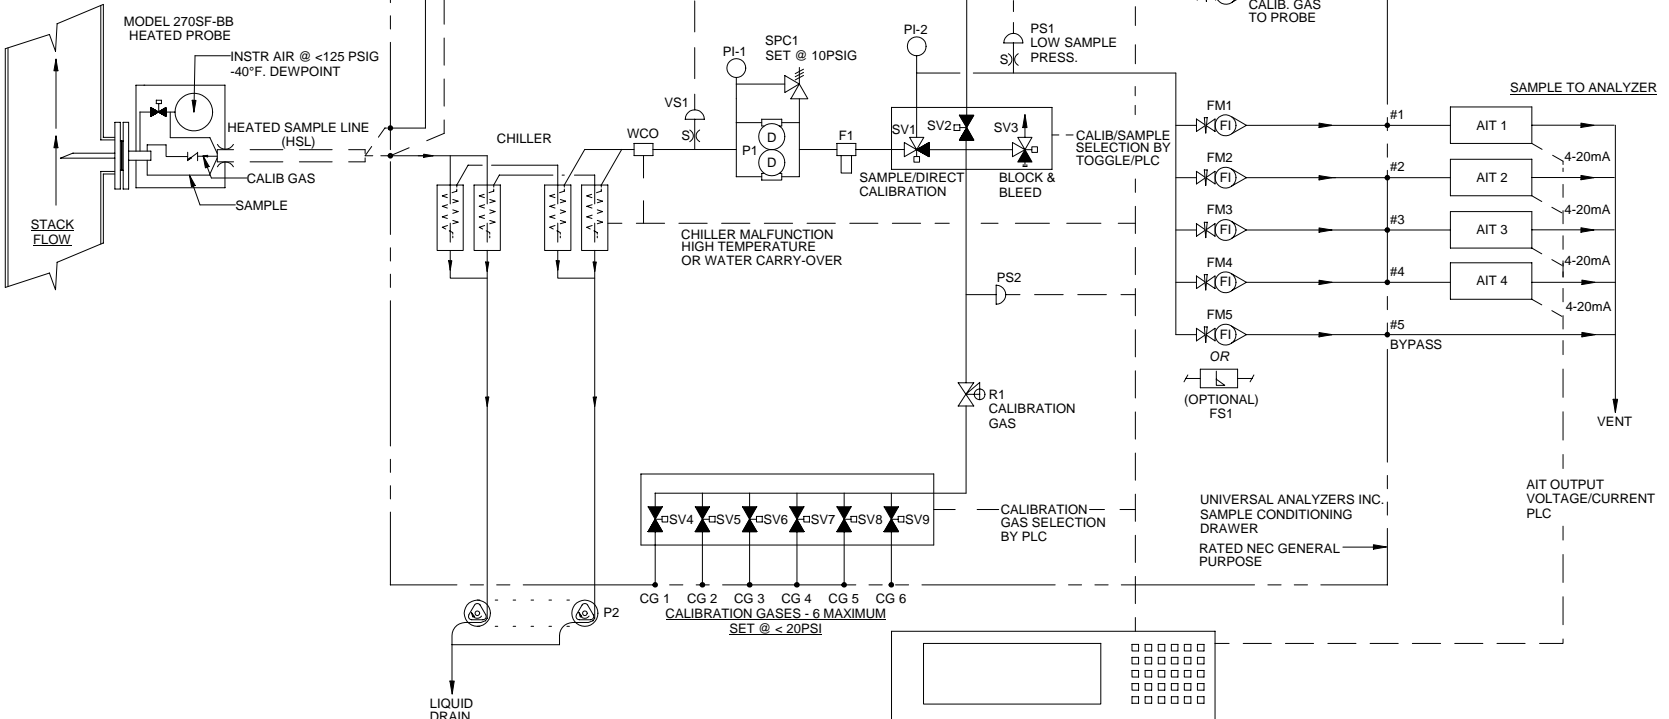 CALIB. GAS
TO PROBE
MODEL 270SF-BB
HEATED PROBE
INSTR AIR @ <125 PSIG
-40°F. DEWPOINT
HEATED SAMPLE LINE
(HSL)
CALIB GAS
SAMPLE
STACK
FLOW
CHILLER
WCO
VS1
S
PI-1
SPC1
SET @ 10PSIG
P1
D
D
F1
PI-2
PS1
LOW SAMPLE
PRESS.
S
SV1
SV2
SV3
SAMPLE/DIRECT
CALIBRATION
BLOCK &
BLEED
CALIB/SAMPLE
SELECTION BY
TOGGLE/PLC
CHILLER MALFUNCTION
HIGH TEMPERATURE
OR WATER CARRY-OVER
PS2
R1
CALIBRATION
GAS
SAMPLE TO ANALYZER
FM1
FI
#1
AIT 1
4-20mA
FM2
FI
#2
AIT 2
4-20mA
FM3
FI
#3
AIT 3
4-20mA
FM4
FI
#4
AIT 4
4-20mA
FM5
FI
#5
BYPASS
OR
(OPTIONAL)
FS1
VENT
SV4
SV5
SV6
SV7
SV8
SV9
CALIBRATION
GAS SELECTION
BY PLC
UNIVERSAL ANALYZERS INC.
SAMPLE CONDITIONING
DRAWER
RATED NEC GENERAL
PURPOSE
AIT OUTPUT
VOLTAGE/CURRENT
PLC
CG 1
CG 2
CG 3
CG 4
CG 5
CG 6
CALIBRATION GASES - 6 MAXIMUM
SET @ < 20PSI
P2
LIQUID
DRAIN